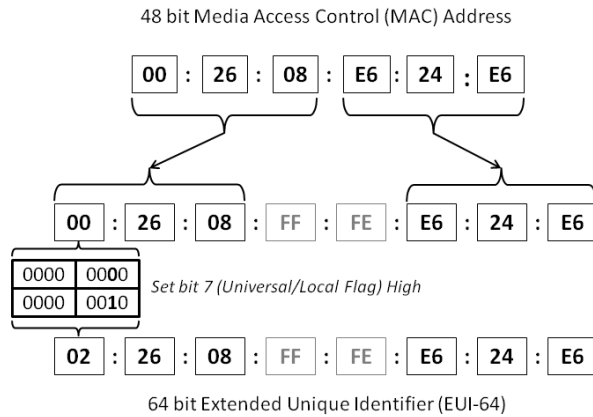 48 bit Media Access Control (MAC) Address
00 : 26 : 08 : E6 : 24 : E6
00 : 26 : 08 : FF : FE : E6 : 24 : E6
0000 0000
0000 0010
Set bit 7 (Universal/Local Flag) High
02 : 26 : 08 : FF : FE : E6 : 24 : E6
64 bit Extended Unique Identifier (EUI-64)